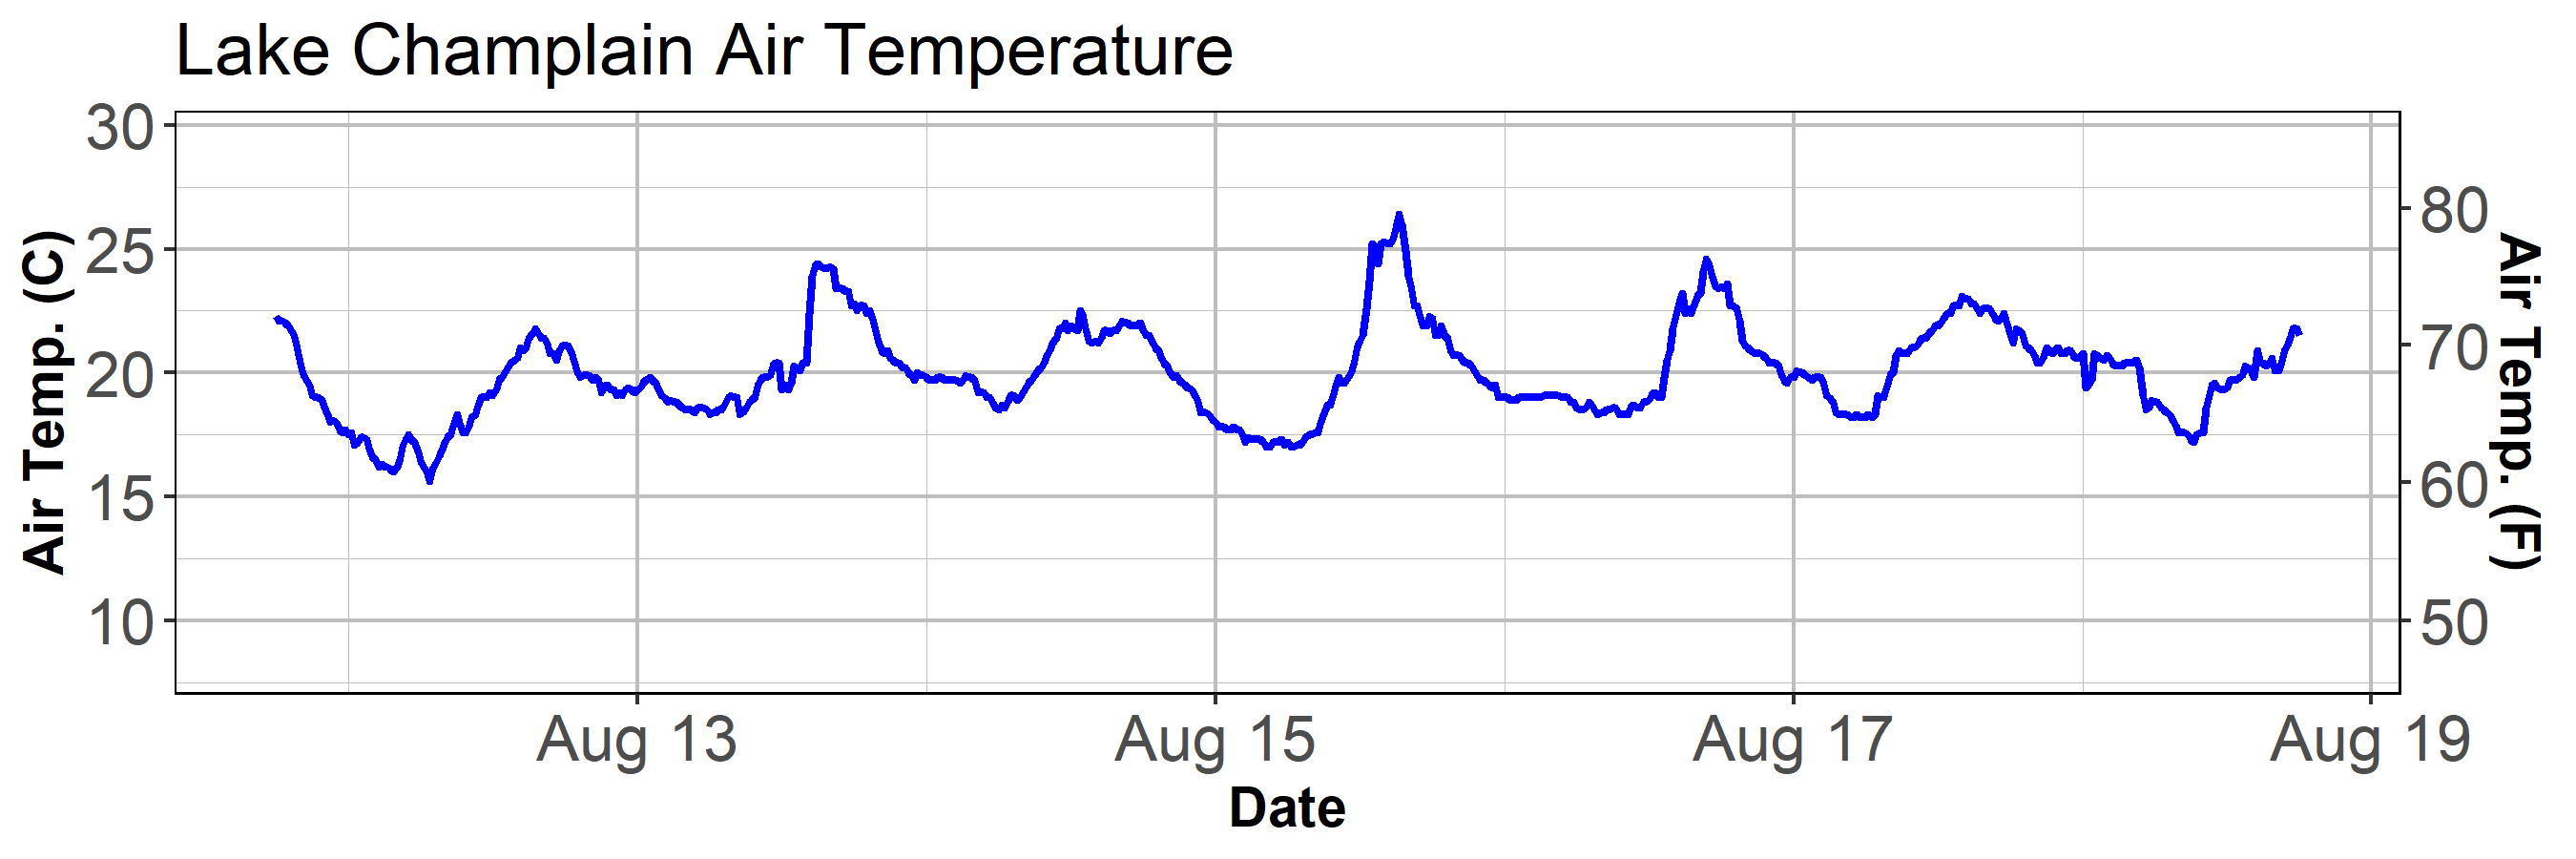 Lake Champlain Air Temperature
30
25
20
15
10
Air Temp. (C)
80
70
60
50
Air Temp. (F)
Aug 13 Aug 15 Aug 17 Aug 19
Date